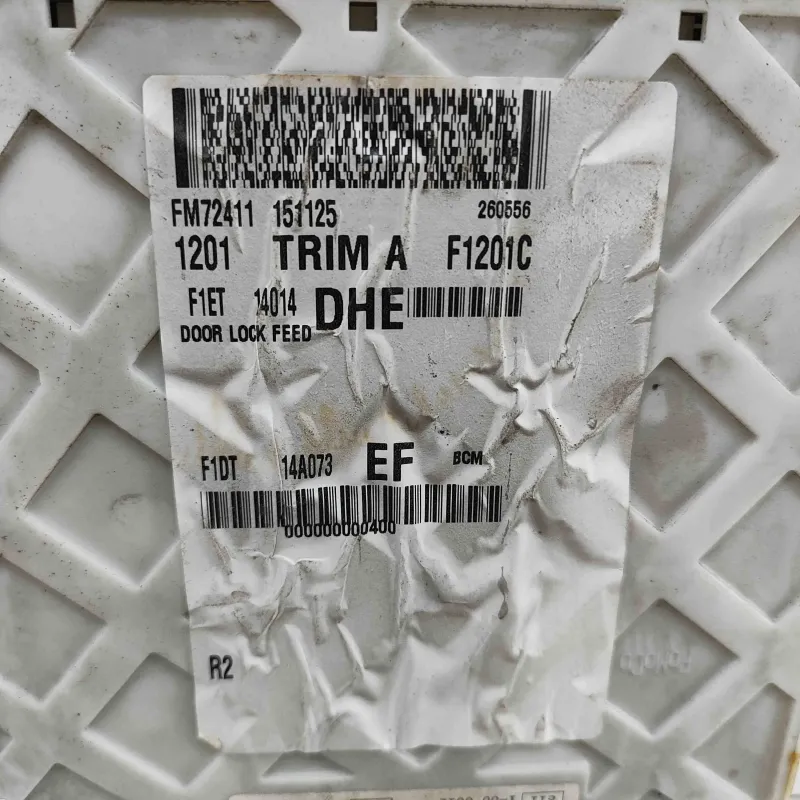 FM72411 151125 260556
1201 TRIM A F1201C
F1ET 14014 DHE
DOOR LOCK FEED
F1DT 14A073 EF BCM
000000000400
R2